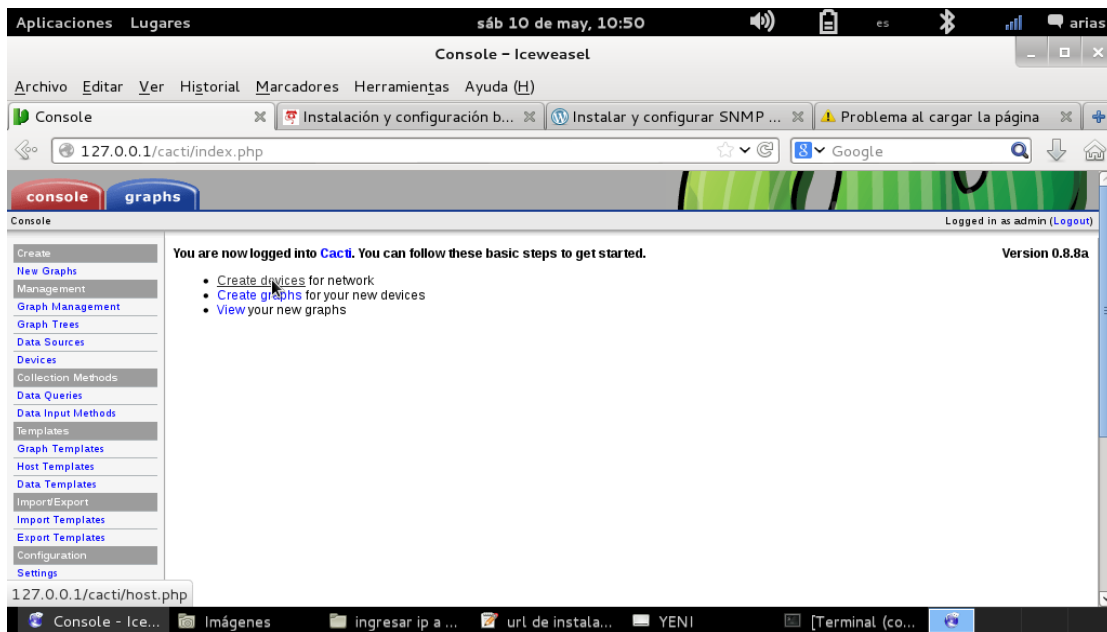 Aplicaciones Lugares sáb 10 de may, 10:50 es arias
Console - Iceweasel
Archivo Editar Ver Historial Marcadores Herramientas Ayuda (H)
Console Instalación y configuración b... Instalar y configurar SNMP ... Problema al cargar la página
127.0.0.1/cacti/index.php Google
console graphs
Console Logged in as admin (Logout)
Create
New Graphs
Management
Graph Management
Graph Trees
Data Sources
Devices
Collection Methods
Data Queries
Data Input Methods
Templates
Graph Templates
Host Templates
Data Templates
Import/Export
Import Templates
Export Templates
Configuration
Settings
You are now logged into Cacti. You can follow these basic steps to get started. Version 0.8.8a
Create devices for network
Create graphs for your new devices
View your new graphs
127.0.0.1/cacti/host.php
Console - Ice... Imágenes ingresar ip a ... url de instala... YENI [Terminal (co...